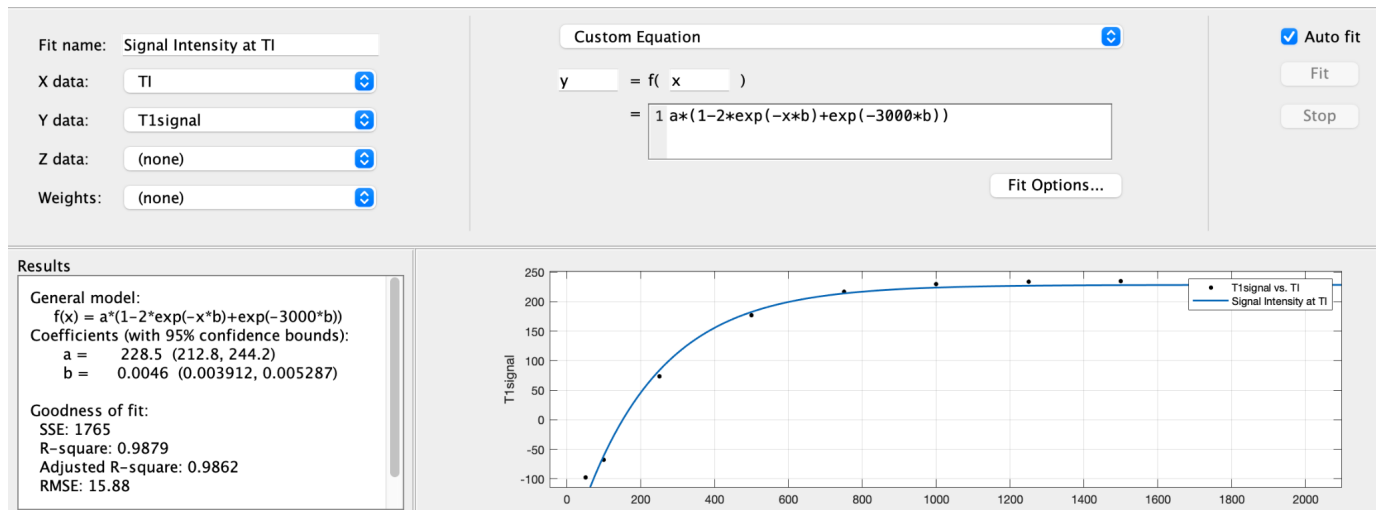 Fit name: Signal Intensity at TI
X data: TI
Y data: T1signal
Z data: (none)
Weights: (none)
Custom Equation
y = f( x )
= 1 a*(1-2*exp(-x*b)+exp(-3000*b))
Fit Options...
Auto fit
Fit
Stop
Results
General model:
f(x) = a*(1-2*exp(-x*b)+exp(-3000*b))
Coefficients (with 95% confidence bounds):
a = 228.5 (212.8, 244.2)
b = 0.0046 (0.003912, 0.005287)
Goodness of fit:
SSE: 1765
R-square: 0.9879
Adjusted R-square: 0.9862
RMSE: 15.88
T1signal
250
200
150
100
50
0
-50
-100
0 200 400 600 800 1000 1200 1400 1600 1800 2000
T1signal vs. TI
Signal Intensity at TI